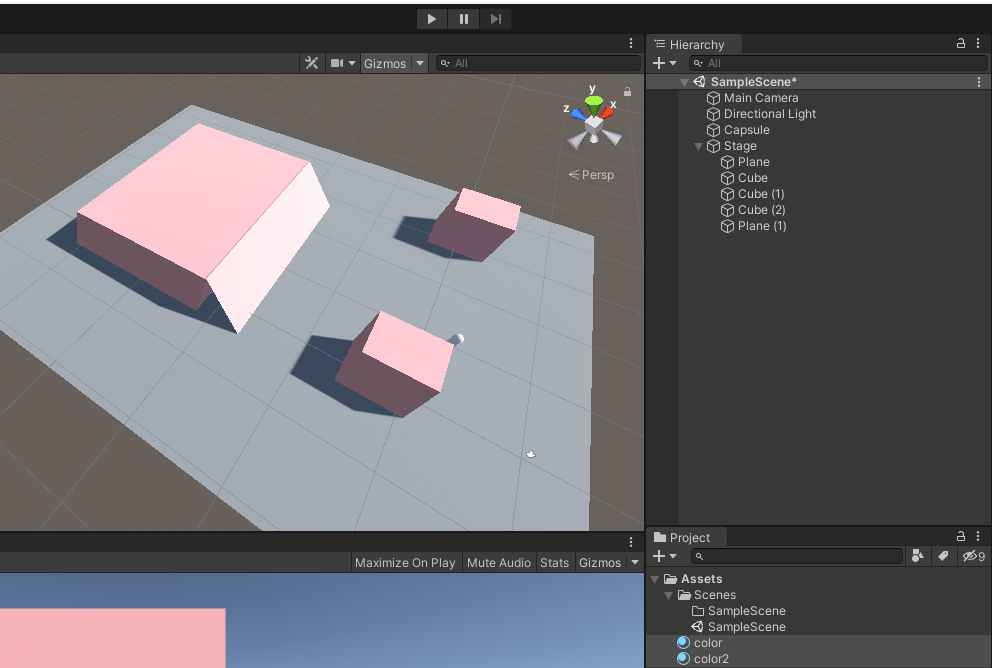 Hierarchy
Gizmos
All
All
SampleScene*
Main Camera
Directional Light
Capsule
Stage
Plane
Cube
Cube (1)
Cube (2)
Plane (1)
y
z
x
Persp
Project
Maximize On Play
Mute Audio
Stats
Gizmos
9
Assets
Scenes
SampleScene
SampleScene
color
color2